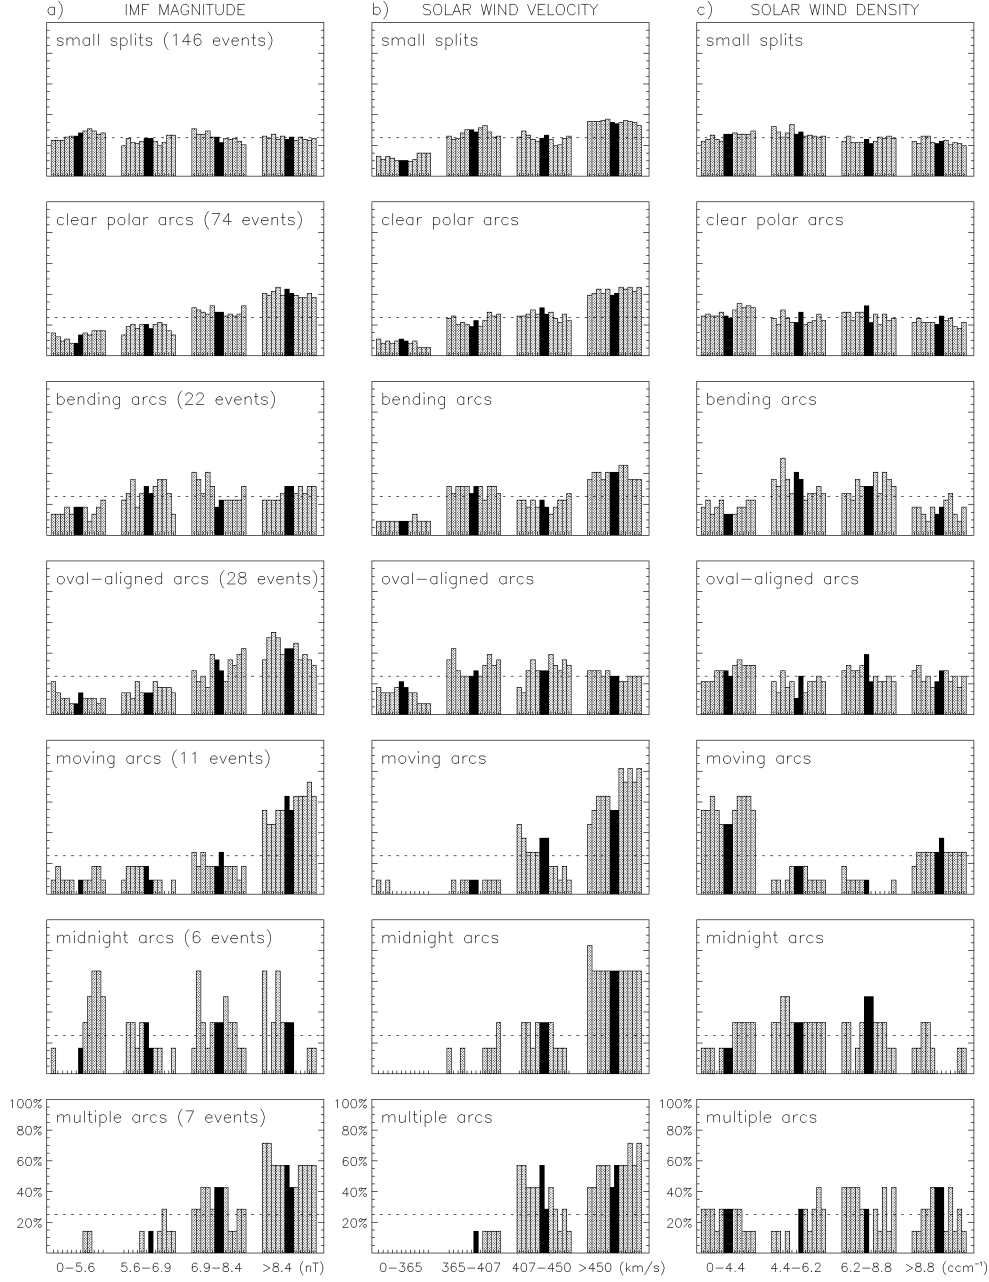 a) IMF MAGNITUDE b) SOLAR WIND VELOCITY c) SOLAR WIND DENSITY
small splits (146 events) small splits small splits
clear polar arcs (74 events) clear polar arcs clear polar arcs
bending arcs (22 events) bending arcs bending arcs
oval-aligned arcs (28 events) oval-aligned arcs oval-aligned arcs
moving arcs (11 events) moving arcs moving arcs
midnight arcs (6 events) midnight arcs midnight arcs
100% 100% 100%
multiple arcs (7 events) multiple arcs multiple arcs
80% 80% 80%
60% 60% 60%
40% 40% 40%
20% 20% 20%
0-5.6 5.6-6.9 6.9-8.4 >8.4 (nT) 0-365 365-407 407-450 >450 (km/s) 0-4.4 4.4-6.2 6.2-8.8 >8.8 (ccm⁻¹)